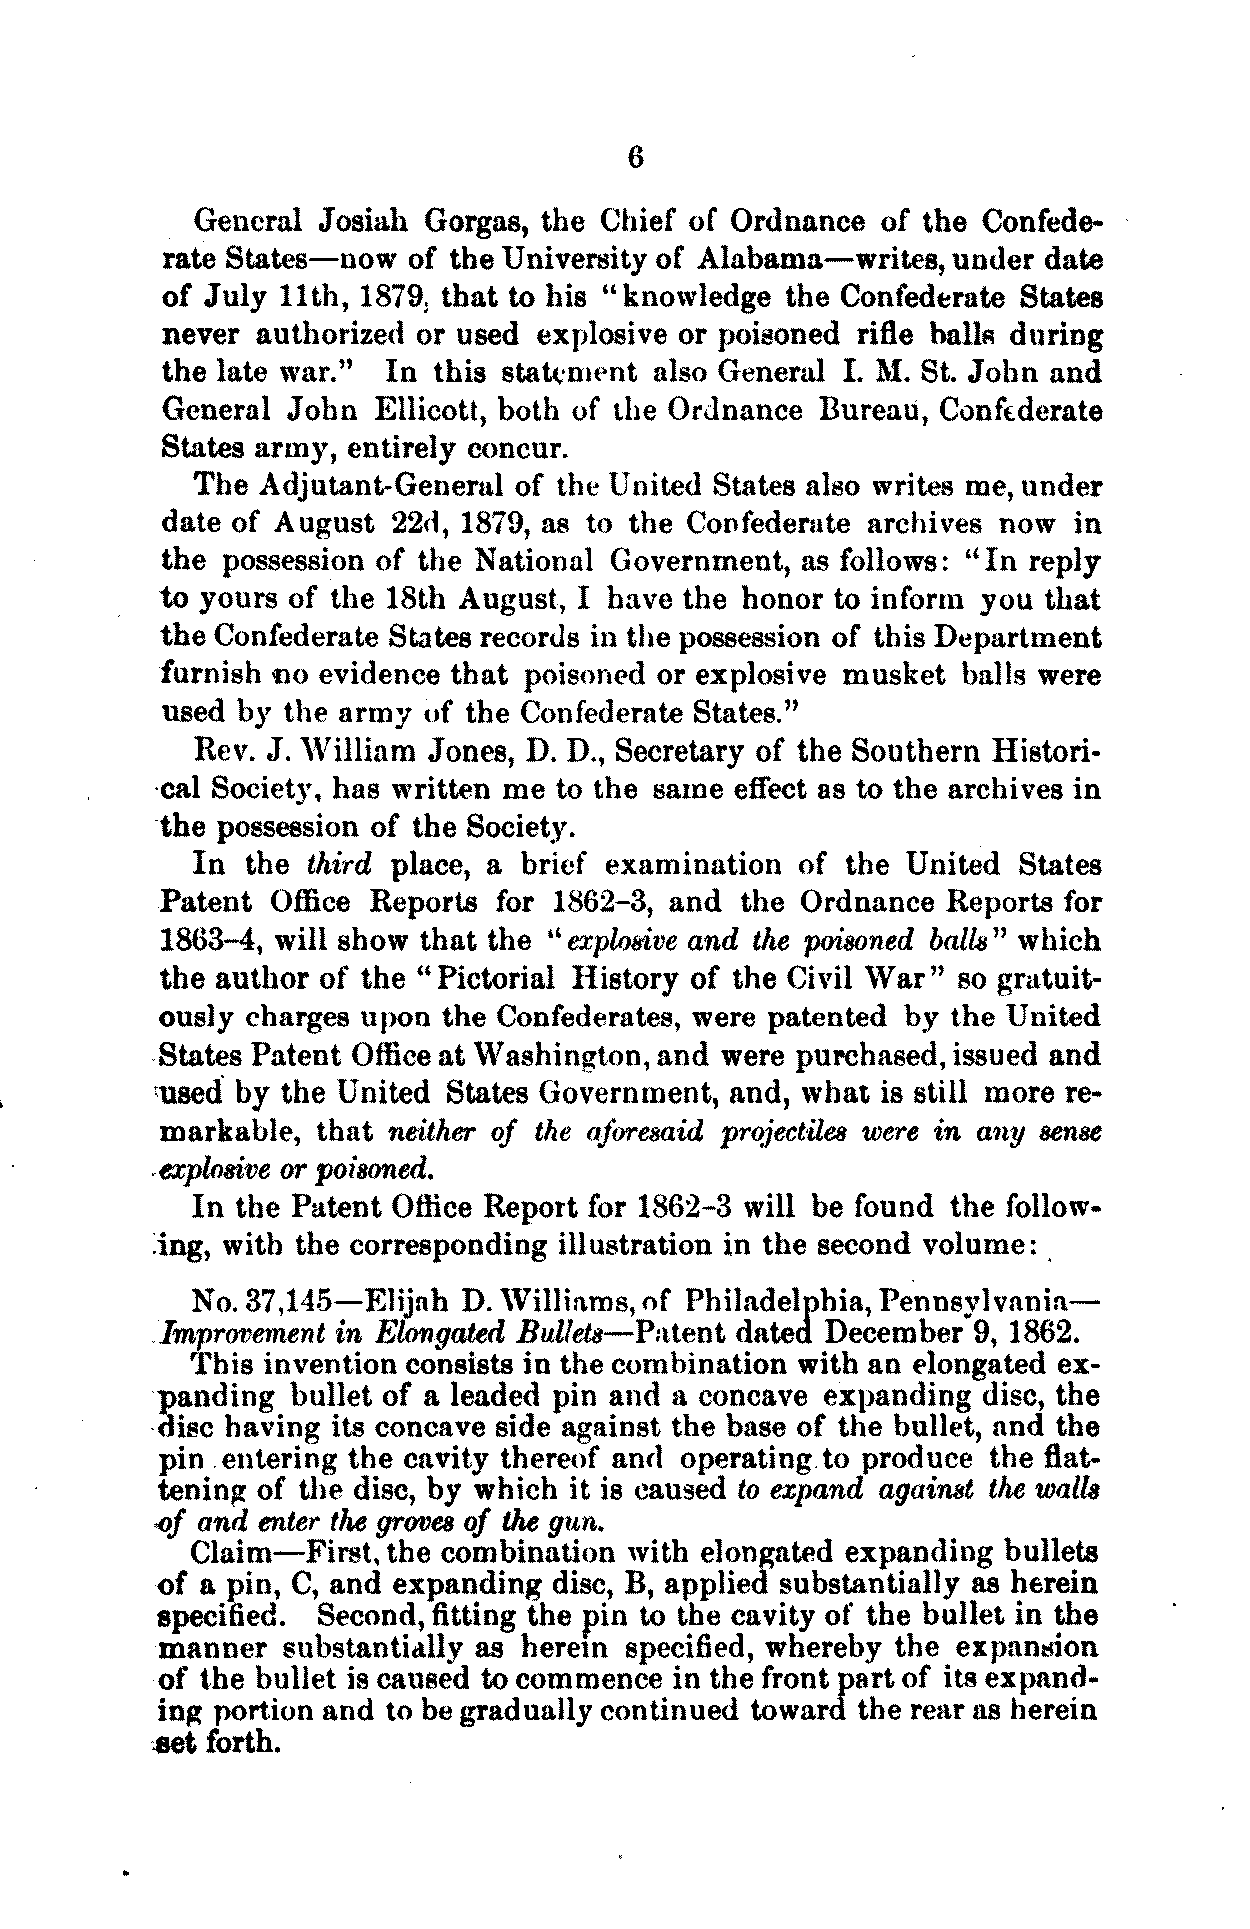 6
General Josiah Gorgas, the Chief of Ordnance of the Confede-
rate States—now of the University of Alabama—writes, under date
of July 11th, 1879, that to his "knowledge the Confederate States
never authorized or used explosive or poisoned rifle balls during
the late war." In this statement also General I. M. St. John and
General John Ellicott, both of the Ordnance Bureau, Confederate
States army, entirely concur.
The Adjutant-General of the United States also writes me, under
date of August 22d, 1879, as to the Confederate archives now in
the possession of the National Government, as follows: "In reply
to yours of the 18th August, I have the honor to inform you that
the Confederate States records in the possession of this Department
furnish no evidence that poisoned or explosive musket balls were
used by the army of the Confederate States."
Rev. J. William Jones, D. D., Secretary of the Southern Histori-
cal Society, has written me to the same effect as to the archives in
the possession of the Society.
In the third place, a brief examination of the United States
Patent Office Reports for 1862-3, and the Ordnance Reports for
1863-4, will show that the "explosive and the poisoned balls" which
the author of the "Pictorial History of the Civil War" so gratuit-
ously charges upon the Confederates, were patented by the United
States Patent Office at Washington, and were purchased, issued and
used by the United States Government, and, what is still more re-
markable, that neither of the aforesaid projectiles were in any sense
explosive or poisoned.
In the Patent Office Report for 1862-3 will be found the follow-
ing, with the corresponding illustration in the second volume:
No. 37,145—Elijah D. Williams, of Philadelphia, Pennsylvania—
Improvement in Elongated Bullets—Patent dated December 9, 1862.
This invention consists in the combination with an elongated ex-
panding bullet of a leaded pin and a concave expanding disc, the
disc having its concave side against the base of the bullet, and the
pin entering the cavity thereof and operating to produce the flat-
tening of the disc, by which it is caused to expand against the walls
of and enter the groves of the gun.
Claim—First, the combination with elongated expanding bullets
of a pin, C, and expanding disc, B, applied substantially as herein
specified. Second, fitting the pin to the cavity of the bullet in the
manner substantially as herein specified, whereby the expansion
of the bullet is caused to commence in the front part of its expand-
ing portion and to be gradually continued toward the rear as herein
set forth.